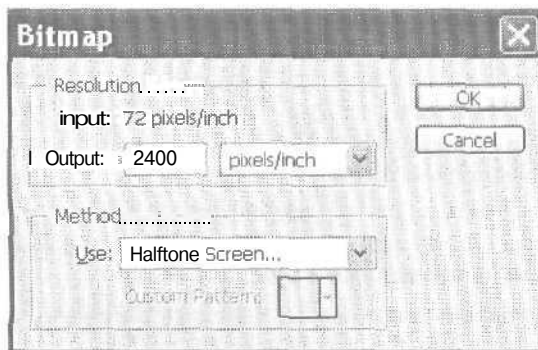 Bitmap
Resolution
input: 72 pixels/inch
Output: 2400 pixels/inch
Method
Use: Halftone Screen...
Custom Pattern:
OK
Cancel